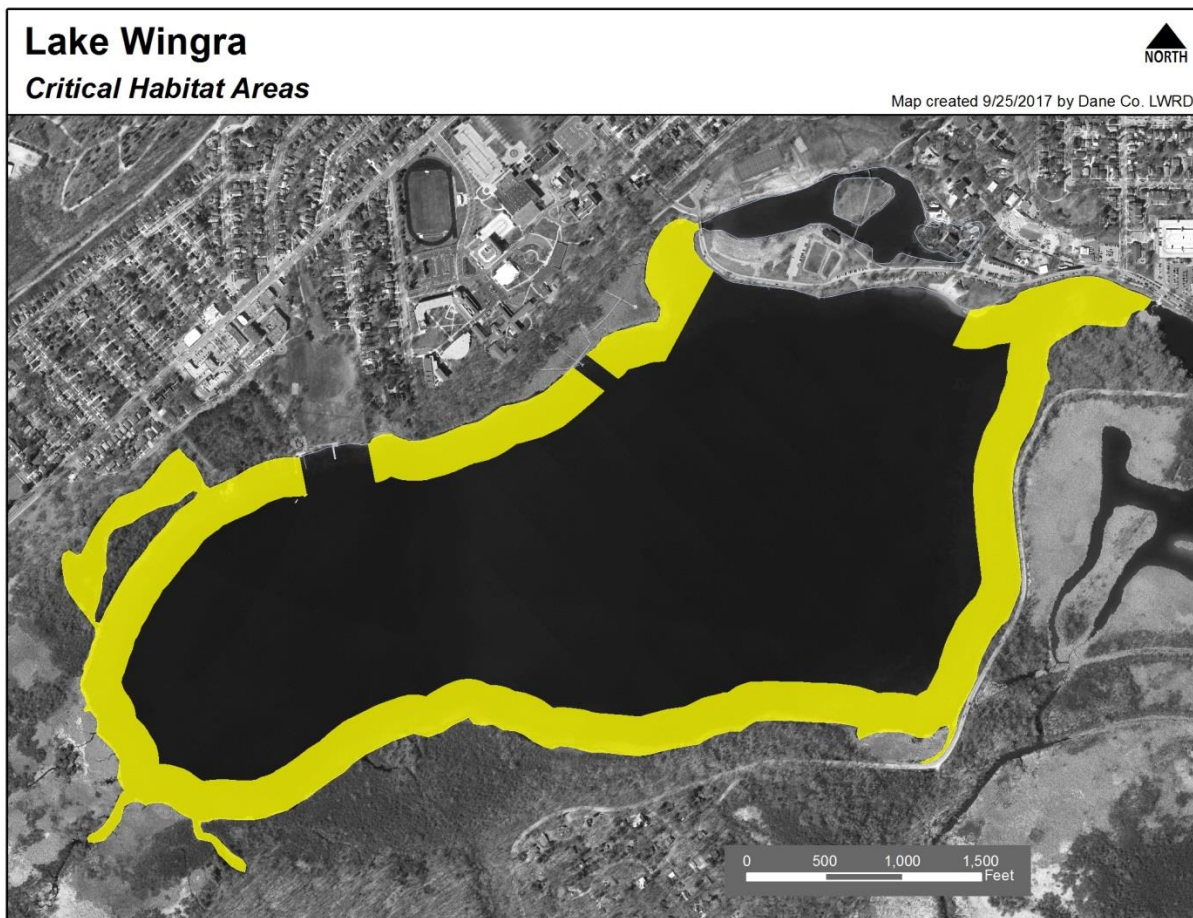 Lake Wingra
Critical Habitat Areas
NORTH
Map created 9/25/2017 by Dane Co. LWRD
0 500 1,000 1,500
Feet